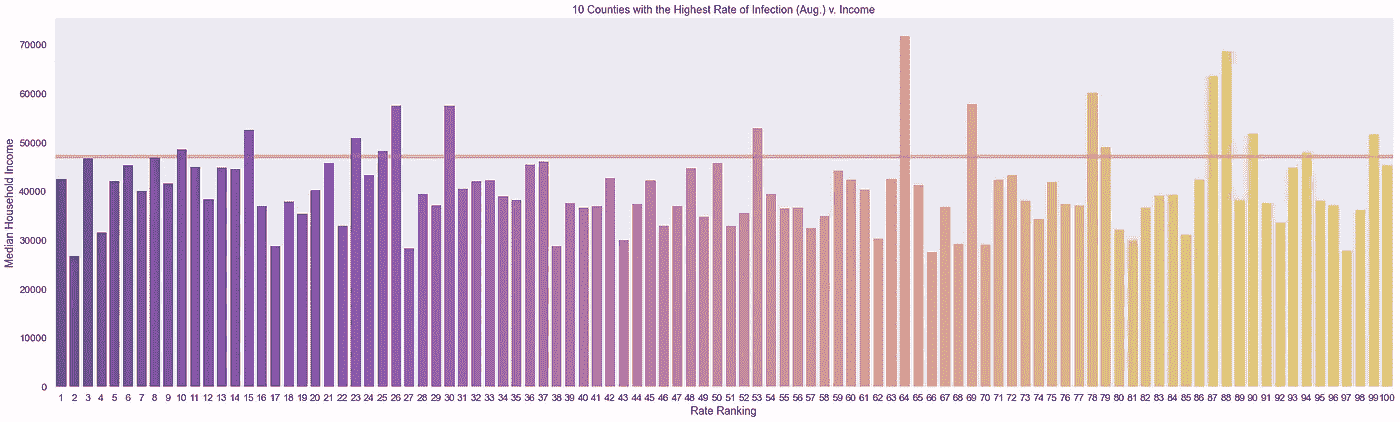 10 Counties with the Highest Rate of Infection (Aug.) v. Income
Median Household Income
70000
60000
50000
40000
30000
20000
10000
0
1 2 3 4 5 6 7 8 9 10 11 12 13 14 15 16 17 18 19 20 21 22 23 24 25 26 27 28 29 30 31 32 33 34 35 36 37 38 39 40 41 42 43 44 45 46 47 48 49 50 51 52 53 54 55 56 57 58 59 60 61 62 63 64 65 66 67 68 69 70 71 72 73 74 75 76 77 78 79 80 81 82 83 84 85 86 87 88 89 90 91 92 93 94 95 96 97 98 99 100
Rate Ranking